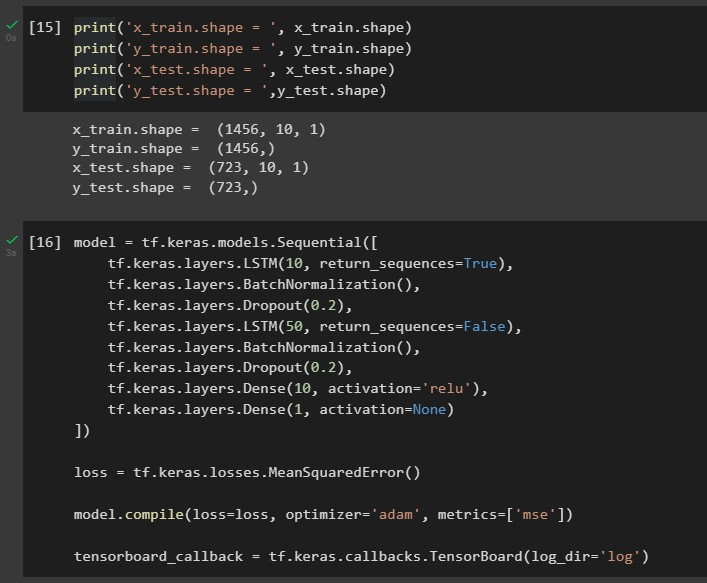 [15] print('x_train.shape = ', x_train.shape)
print('y_train.shape = ', y_train.shape)
print('x_test.shape = ', x_test.shape)
print('y_test.shape = ',y_test.shape)
0s
x_train.shape =  (1456, 10, 1)
y_train.shape =  (1456,)
x_test.shape =  (723, 10, 1)
y_test.shape =  (723,)
[16] model = tf.keras.models.Sequential([
3s
    tf.keras.layers.LSTM(10, return_sequences=True),
    tf.keras.layers.BatchNormalization(),
    tf.keras.layers.Dropout(0.2),
    tf.keras.layers.LSTM(50, return_sequences=False),
    tf.keras.layers.BatchNormalization(),
    tf.keras.layers.Dropout(0.2),
    tf.keras.layers.Dense(10, activation='relu'),
    tf.keras.layers.Dense(1, activation=None)
])
loss = tf.keras.losses.MeanSquaredError()
model.compile(loss=loss, optimizer='adam', metrics=['mse'])
tensorboard_callback = tf.keras.callbacks.TensorBoard(log_dir='log')